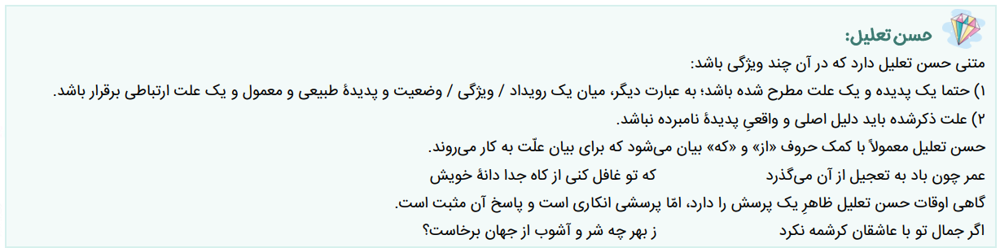 حسن تعلیل:
متنی حسن تعلیل دارد که در آن چند ویژگی باشد:
۱) حتما یک پدیده و یک علت مطرح شده باشد؛ به عبارت دیگر، میان یک رویداد / ویژگی / وضعیت و پدیدهٔ طبیعی و معمول و یک علت ارتباطی برقرار باشد.
۲) علت ذکرشده باید دلیل اصلی و واقعیِ پدیدهٔ نامبرده نباشد.
حسن تعلیل معمولاً با کمک حروف «از» و «که» بیان می‌شود که برای بیان علّت به کار می‌روند.
عمر چون باد به تعجیل از آن می‌گذرد که تو غافل کنی از کاه جدا دانهٔ خویش
گاهی اوقات حسن تعلیل ظاهرِ یک پرسش را دارد، امّا پرسشی انکاری است و پاسخ آن مثبت است.
اگر جمال تو با عاشقان کرشمه نکرد ز بهر چه شر و آشوب از جهان برخاست؟